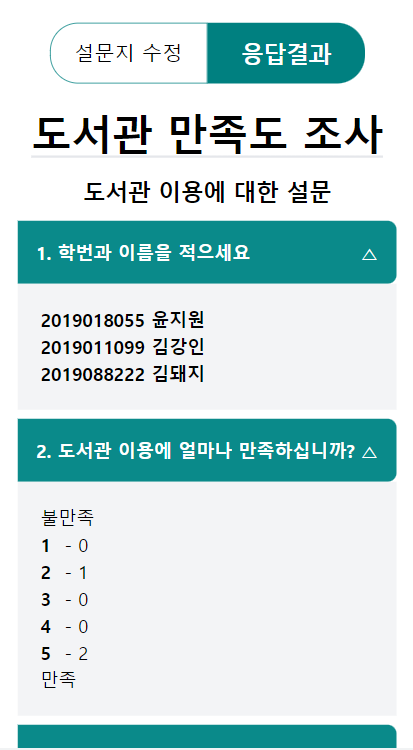 설문지 수정 응답결과
도서관 만족도 조사
도서관 이용에 대한 설문
1. 학번과 이름을 적으세요 △
2019018055 윤지원
2019011099 김강인
2019088222 김돼지
2. 도서관 이용에 얼마나 만족하십니까? △
불만족
1 - 0
2 - 1
3 - 0
4 - 0
5 - 2
만족